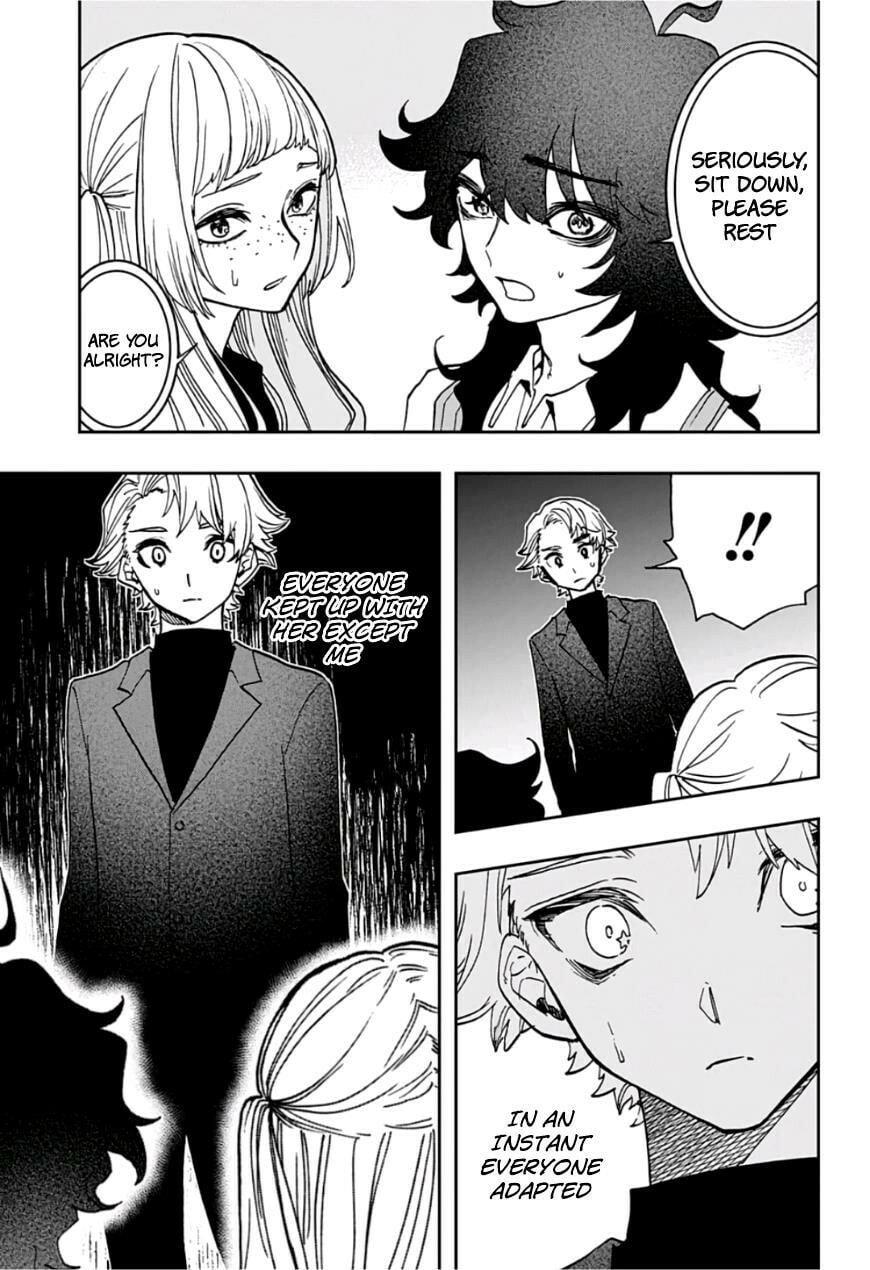 SERIOUSLY,
SIT DOWN,
PLEASE
REST
ARE YOU
ALRIGHT?
!!
IN AN
INSTANT
EVERYONE
ADAPTED
EVERYONE
KEPT UP WITH
HER EXCEPT
ME